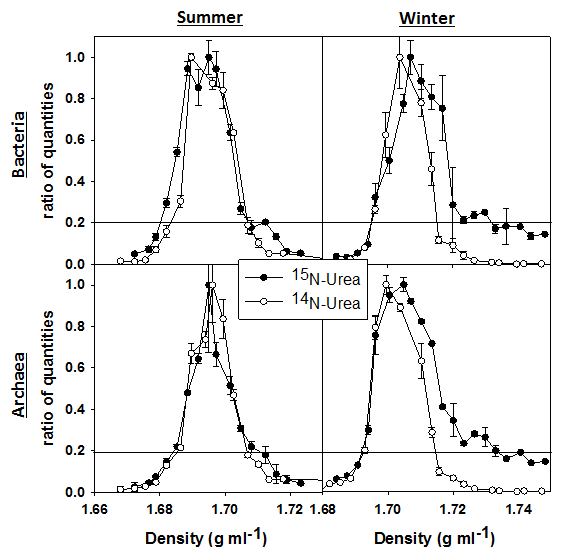 Summer
Winter
Bacteria
ratio of quantities
1.0
0.8
0.6
0.4
0.2
0.0
15N-Urea
14N-Urea
Archaea
ratio of quantities
1.0
0.8
0.6
0.4
0.2
0.0
1.66
1.68
1.70
1.72
1.68
1.70
1.72
1.74
Density (g ml-1)
Density (g ml-1)